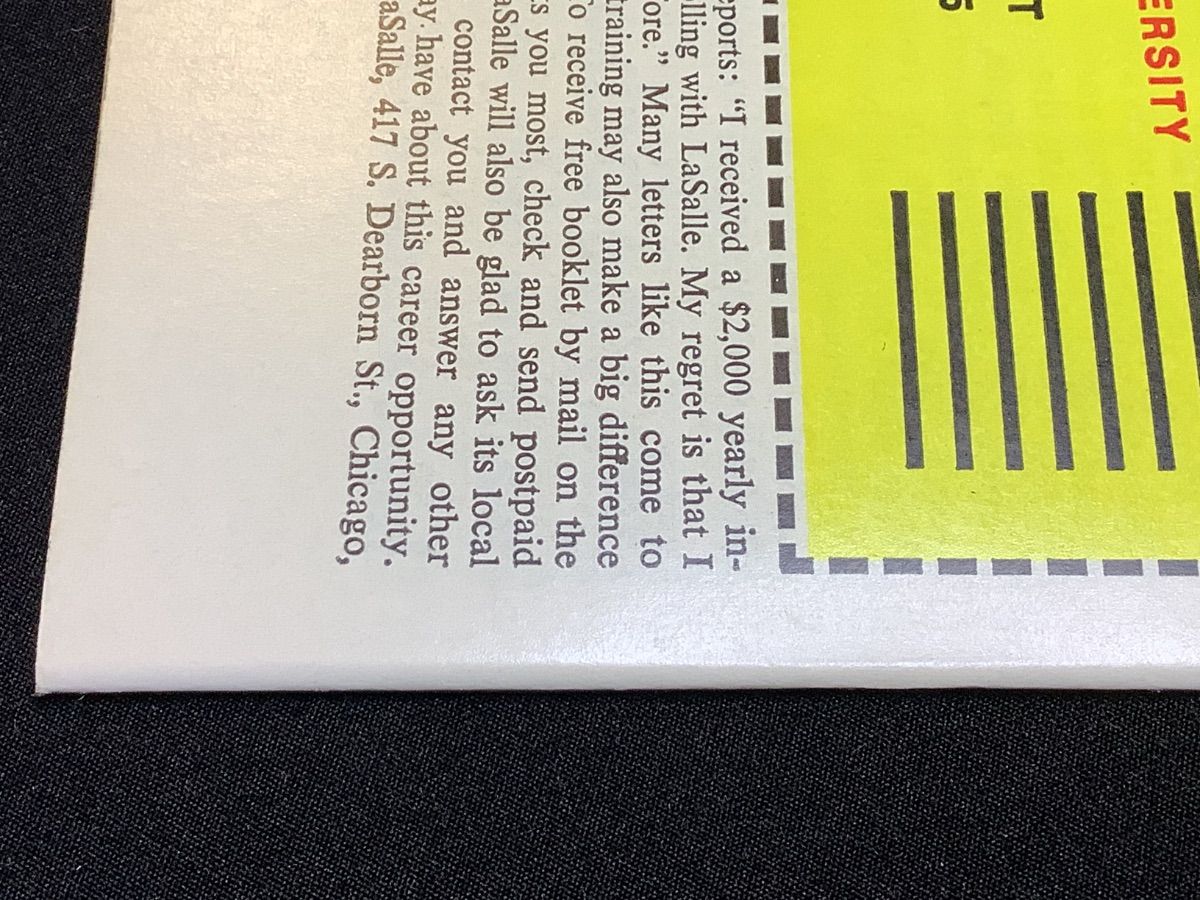 ERSITY
T
5
eports: “I received a $2,000 yearly in-
lling with LaSalle. My regret is that I
ore.” Many letters like this come to
training may also make a big difference
o receive free booklet by mail on the
s you most, check and send postpaid
aSalle will also be glad to ask its local
contact you and answer any other
ay have about this career opportunity.
aSalle, 417 S. Dearborn St., Chicago,